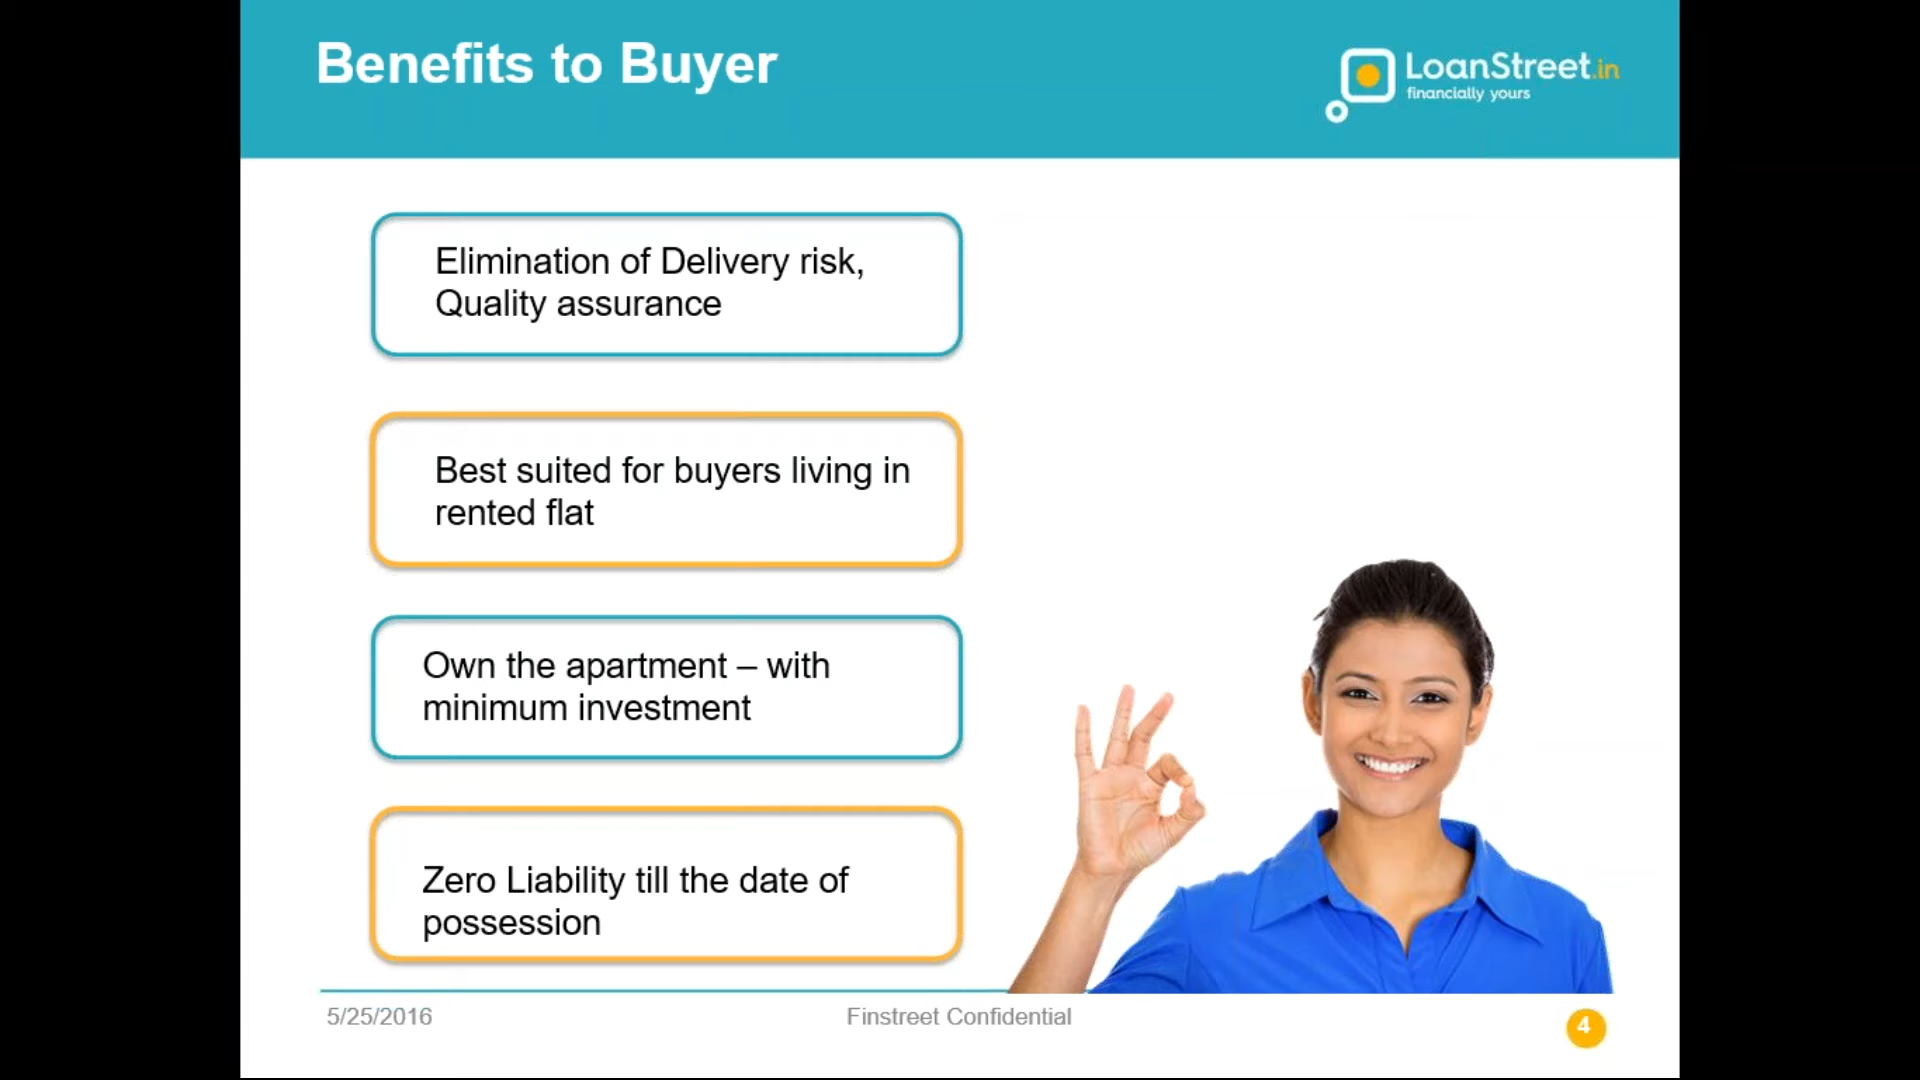 Benefits to Buyer
LoanStreet.in
financially yours
Elimination of Delivery risk,
Quality assurance
Best suited for buyers living in
rented flat
Own the apartment – with
minimum investment
Zero Liability till the date of
possession
5/25/2016
Finstreet Confidential
4